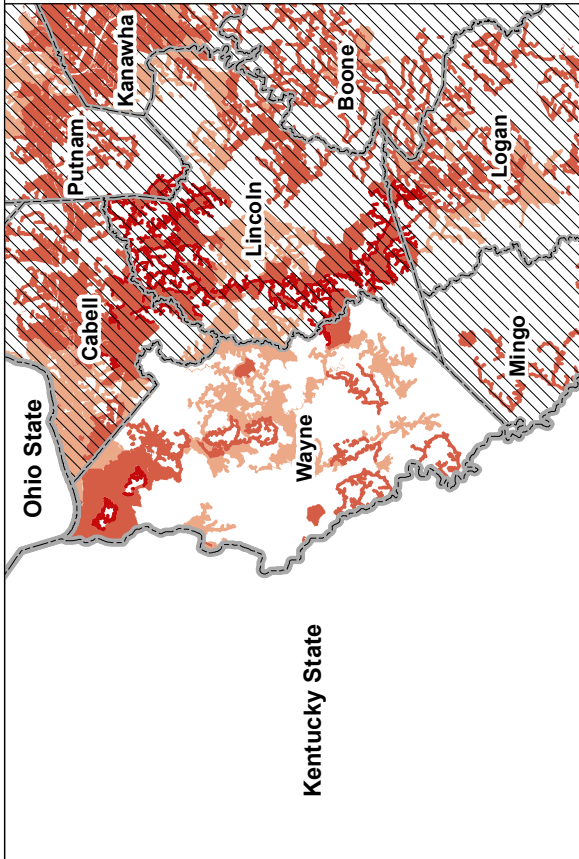 Ohio State
Cabell
Putnam
Kanawha
Lincoln
Boone
Wayne
Logan
Mingo
Kentucky State